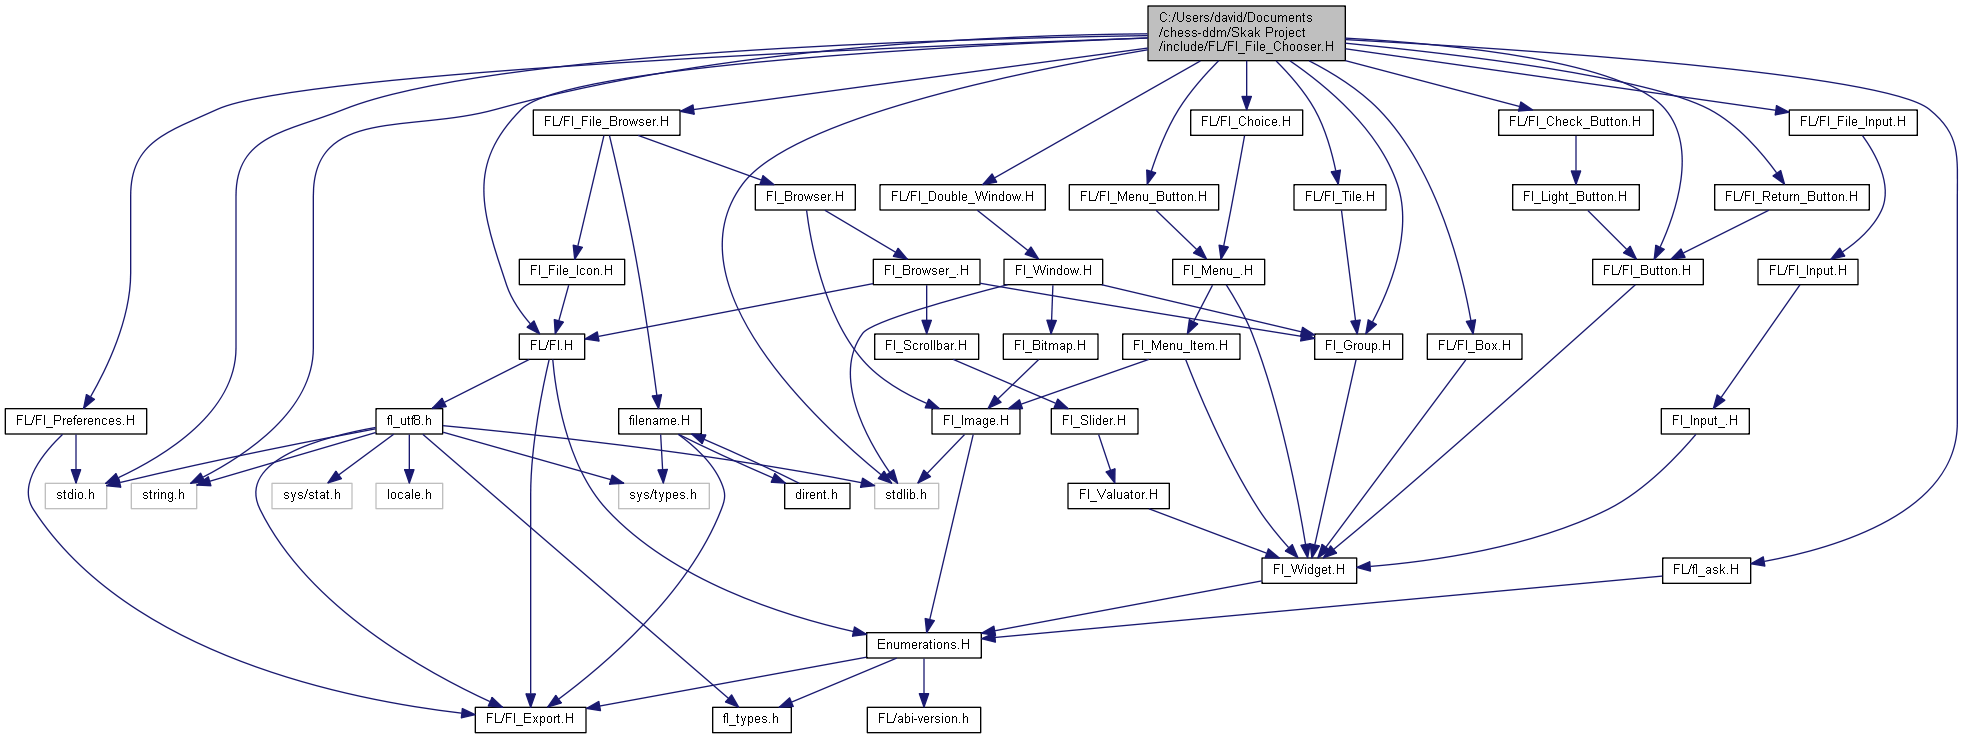 C:/Users/david/Documents
/chess-ddm/Skak Project
/include/FL/Fl_File_Chooser.H
FL/Fl_File_Browser.H
FL/Fl_Choice.H
FL/Fl_Check_Button.H
FL/Fl_File_Input.H
Fl_Browser.H
FL/Fl_Double_Window.H
FL/Fl_Menu_Button.H
FL/Fl_Tile.H
Fl_Light_Button.H
FL/Fl_Return_Button.H
Fl_File_Icon.H
Fl_Browser_.H
Fl_Window.H
Fl_Menu_.H
FL/Fl_Button.H
FL/Fl_Input.H
FL/Fl.H
Fl_Scrollbar.H
Fl_Bitmap.H
Fl_Menu_Item.H
Fl_Group.H
FL/Fl_Box.H
FL/Fl_Preferences.H
fl_utf8.h
filename.H
Fl_Image.H
Fl_Slider.H
Fl_Input_.H
stdio.h
string.h
sys/stat.h
locale.h
sys/types.h
dirent.h
stdlib.h
Fl_Valuator.H
Fl_Widget.H
FL/fl_ask.H
Enumerations.H
FL/Fl_Export.H
fl_types.h
FL/abi-version.h